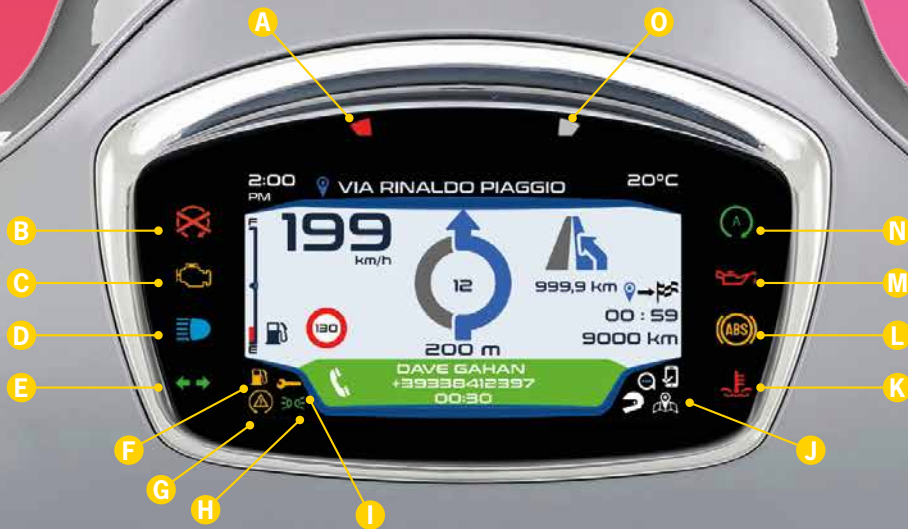 A
O
2:00
PM
VIA RINALDO PIAGGIO
20°C
B
C
D
E
F
199
km/h
12
999,9 km
00 : 59
9000 km
130
E
200 m
DAVE GAHAN
+39338412397
00:30
A
N
M
ABS
L
K
F
G
H
I
J